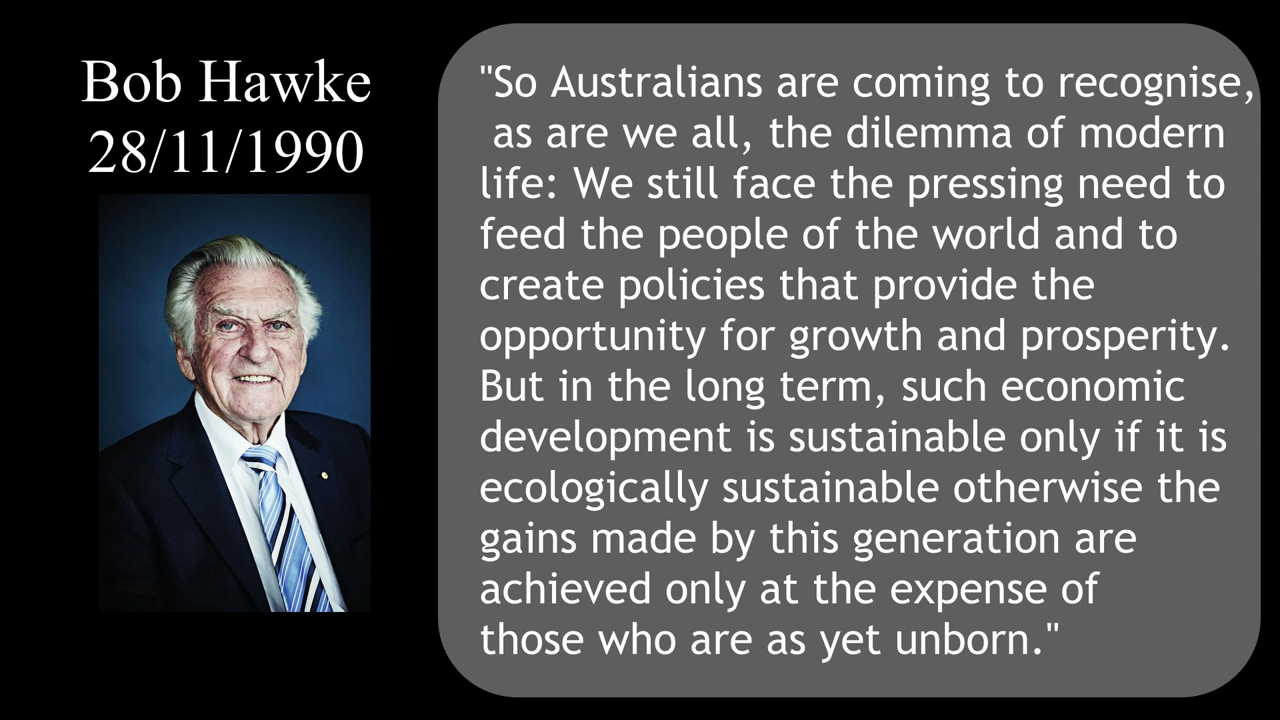 Bob Hawke
28/11/1990
"So Australians are coming to recognise,
as are we all, the dilemma of modern
life: We still face the pressing need to
feed the people of the world and to
create policies that provide the
opportunity for growth and prosperity.
But in the long term, such economic
development is sustainable only if it is
ecologically sustainable otherwise the
gains made by this generation are
achieved only at the expense of
those who are as yet unborn."